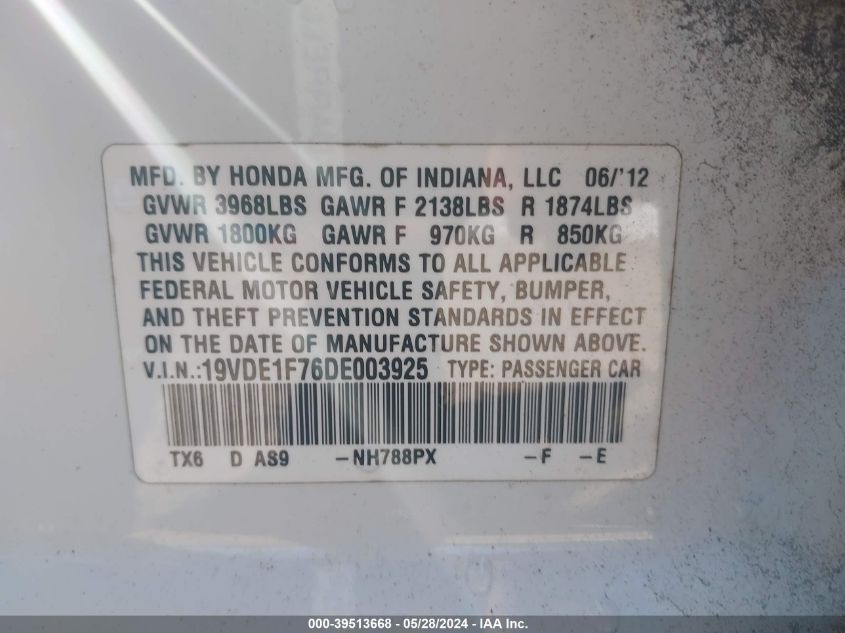 MFD. BY HONDA MFG. OF INDIANA, LLC 06/'12
GVWR 3968LBS GAWR F 2138LBS R 1874LBS
GVWR 1800KG GAWR F 970KG R 850KG
THIS VEHICLE CONFORMS TO ALL APPLICABLE
FEDERAL MOTOR VEHICLE SAFETY, BUMPER,
AND THEFT PREVENTION STANDARDS IN EFFECT
ON THE DATE OF MANUFACTURE SHOWN ABOVE.
V.I.N.:19VDE1F76DE003925 TYPE: PASSENGER CAR
TX6 D AS9 -NH788PX -F -E
000-39513668 - 05/28/2024 - IAA Inc.